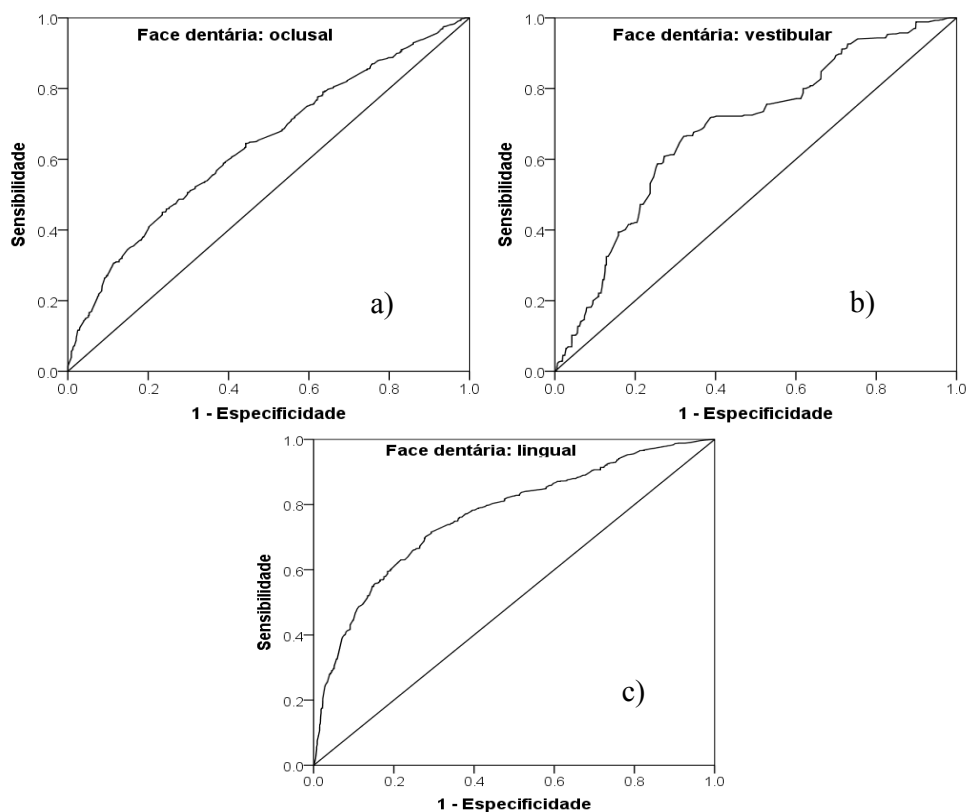 Face dentária: oclusal
1.0
0.8
0.6
0.4
0.2
0.0
Sensibilidade
0.0 0.2 0.4 0.6 0.8 1.0
1 - Especificidade
a)
Face dentária: vestibular
1.0
0.8
0.6
0.4
0.2
0.0
Sensibilidade
0.0 0.2 0.4 0.6 0.8 1.0
1 - Especificidade
b)
Face dentária: lingual
1.0
0.8
0.6
0.4
0.2
0.0
Sensibilidade
0.0 0.2 0.4 0.6 0.8 1.0
1 - Especificidade
c)